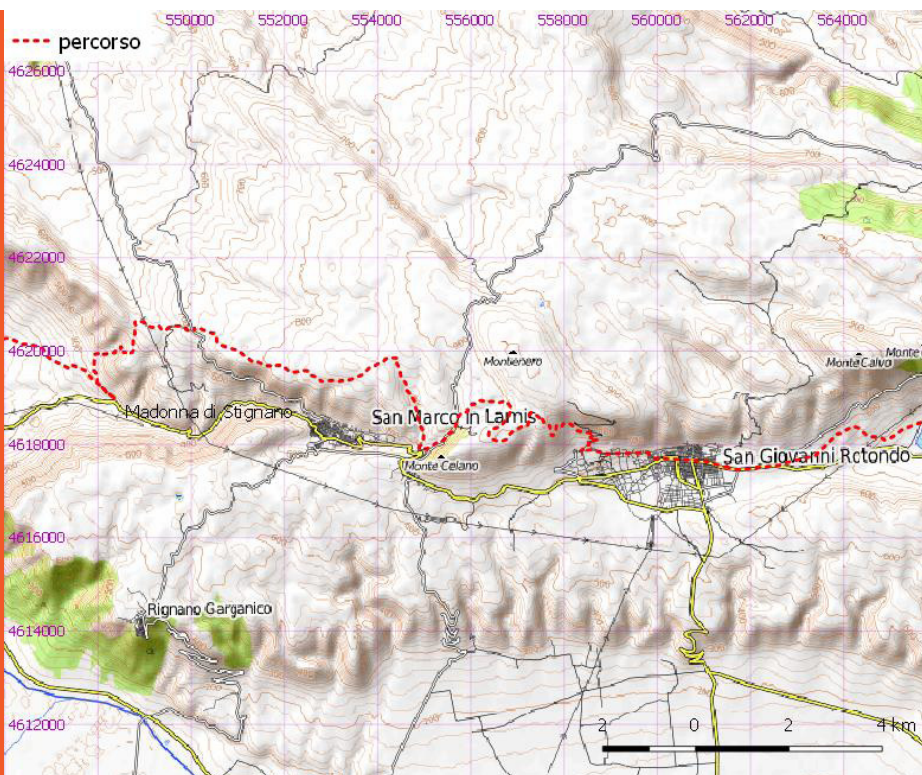 550000 552000 554000 556000 558000 560000 562000 564000
percorso
4626000
4624000
4622000
4620000
Montenero
Monte Calvo
Madonna di Stignano
San Marco in Lamis
4618000
San Giovanni Rotondo
Monte Celano
4616000
Rignano Garganico
4614000
4612000
2 0 2 4 km